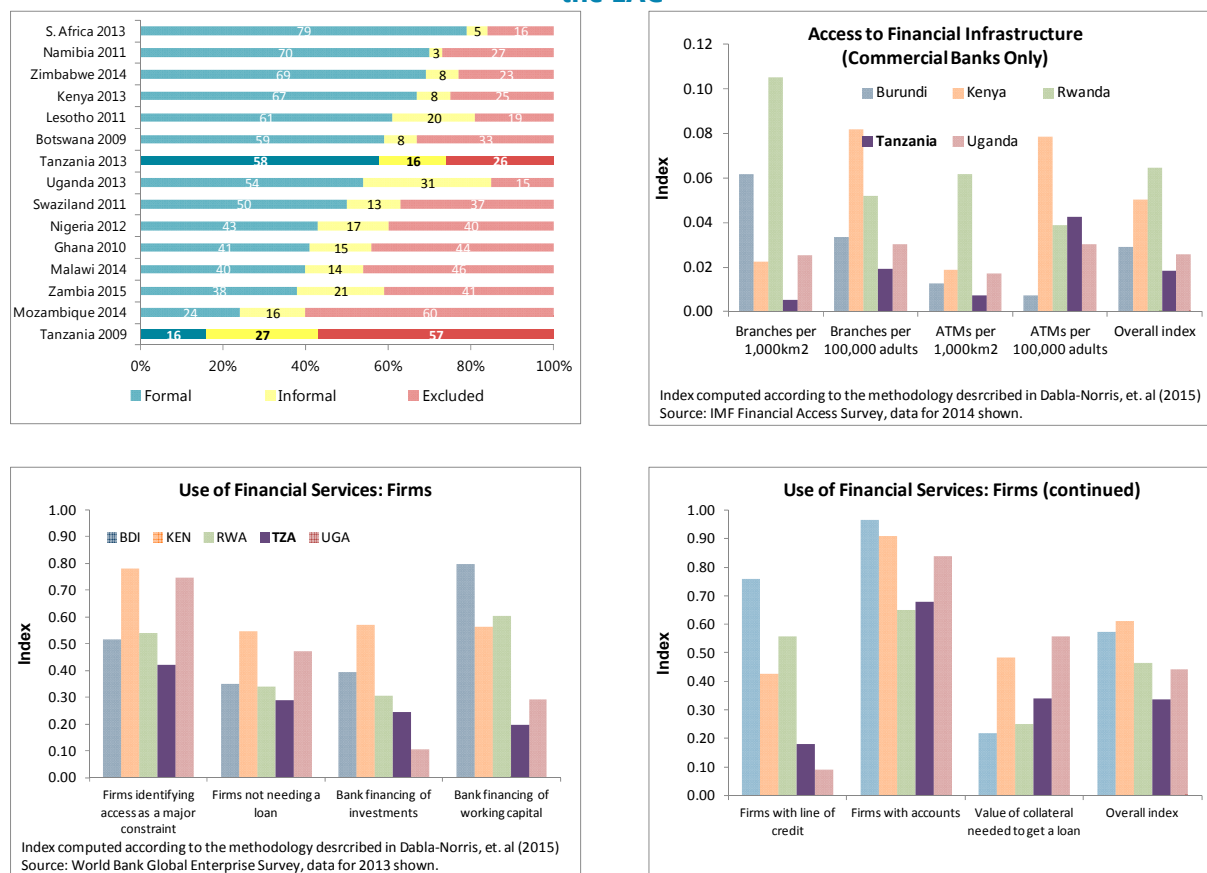 the EAC
S. Africa 2013 79 5 16
Namibia 2011 70 3 27
Zimbabwe 2014 69 8 23
Kenya 2013 67 8 25
Lesotho 2011 61 20 19
Botswana 2009 59 8 33
Tanzania 2013 58 16 26
Uganda 2013 54 31 15
Swaziland 2011 50 13 37
Nigeria 2012 43 17 40
Ghana 2010 41 15 44
Malawi 2014 40 14 46
Zambia 2015 38 21 41
Mozambique 2014 24 16 60
Tanzania 2009 16 27 57
0% 20% 40% 60% 80% 100%
Formal Informal Excluded
Access to Financial Infrastructure
(Commercial Banks Only)
Burundi Kenya Rwanda
Tanzania Uganda
Index
0.12
0.10
0.08
0.06
0.04
0.02
0.00
Branches per 1,000km2
Branches per 100,000 adults
ATMs per 1,000km2
ATMs per 100,000 adults
Overall index
Index computed according to the methodology desrcribed in Dabla-Norris, et. al (2015)
Source: IMF Financial Access Survey, data for 2014 shown.
Use of Financial Services: Firms
BDI KEN RWA TZA UGA
Index
1.00
0.90
0.80
0.70
0.60
0.50
0.40
0.30
0.20
0.10
0.00
Firms identifying access as a major constraint
Firms not needing a loan
Bank financing of investments
Bank financing of working capital
Index computed according to the methodology desrcribed in Dabla-Norris, et. al (2015)
Source: World Bank Global Enterprise Survey, data for 2013 shown.
Use of Financial Services: Firms (continued)
Index
1.00
0.90
0.80
0.70
0.60
0.50
0.40
0.30
0.20
0.10
0.00
Firms with line of credit
Firms with accounts
Value of collateral needed to get a loan
Overall index